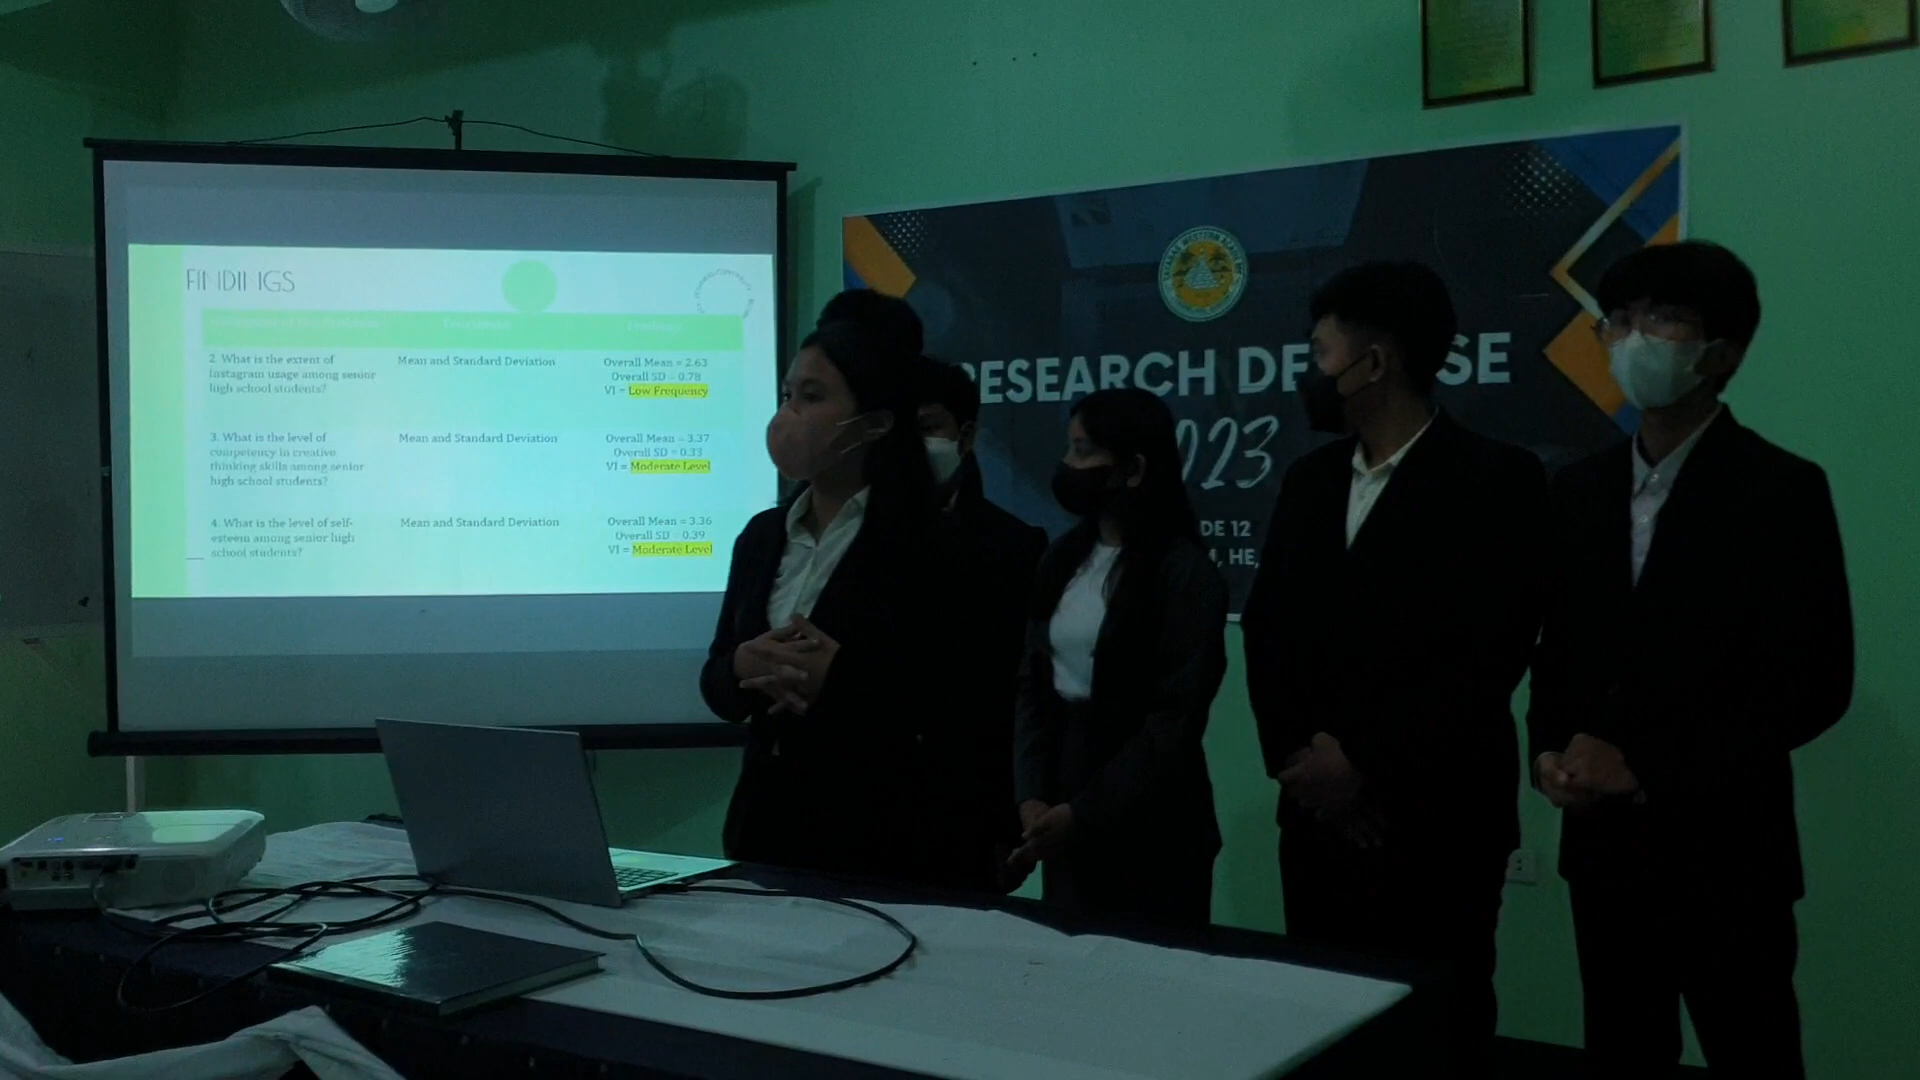 FINDINGS
2. What is the extent of
Instagram usage among senior
high school students?
Mean and Standard Deviation
Overall Mean = 2.63
Overall SD = 0.78
VI = Low Frequency
3. What is the level of
competency in creative
thinking skills among senior
high school students?
Mean and Standard Deviation
Overall Mean = 3.37
Overall SD = 0.33
VI = Moderate Level
4. What is the level of self-
esteem among senior high
school students?
Mean and Standard Deviation
Overall Mean = 3.36
Overall SD = 0.39
VI = Moderate Level
RESEARCH DE SE
023
DE 12
HE,